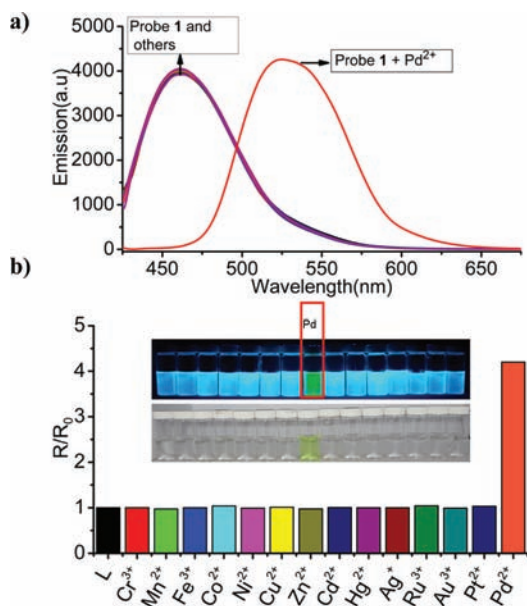 a)
Probe 1 and
others
Probe 1 + Pd²⁺
5000
4000
3000
2000
1000
0
Emission(a.u)
450 500 550 600 650
Wavelength(nm)
b)
Pd
5
4
3
2
1
0
R/R₀
L Cr³⁺ Mn²⁺ Fe³⁺ Co²⁺ Ni²⁺ Cu²⁺ Zn²⁺ Cd²⁺ Hg²⁺ Ag⁺ Ru³⁺ Au³⁺ Pt²⁺ Pd²⁺